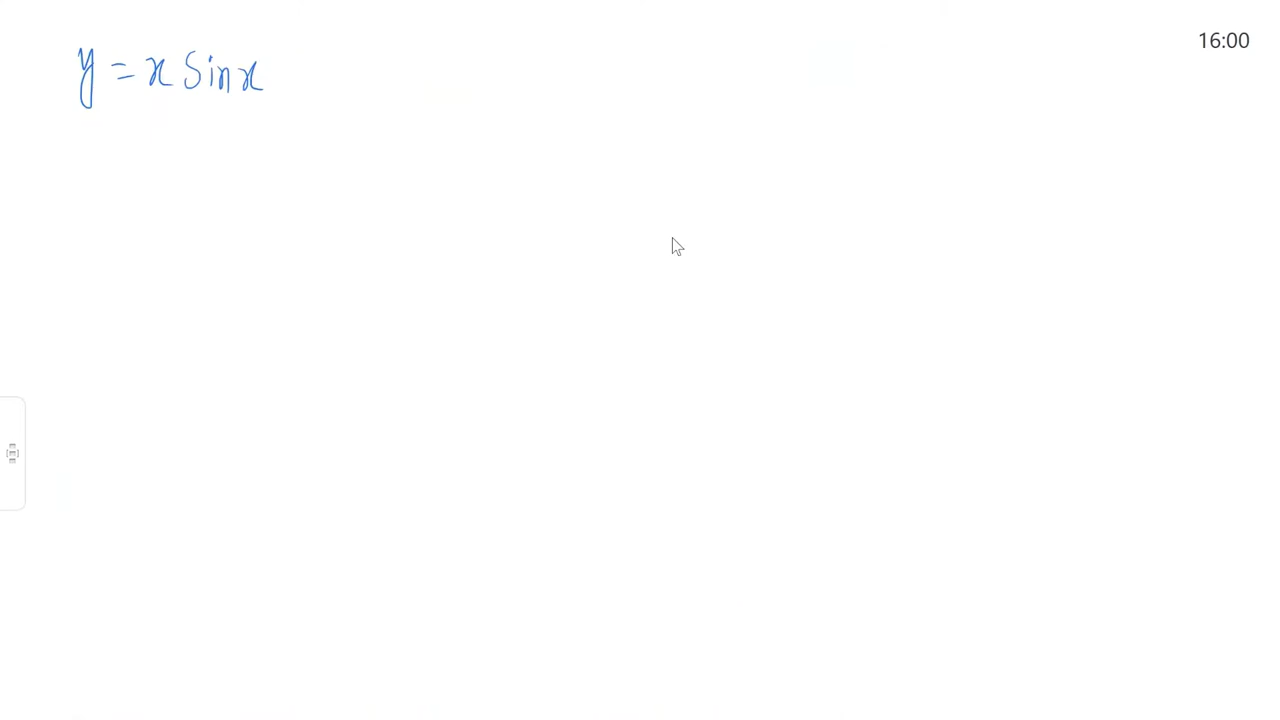 16:00
y = x Sin x